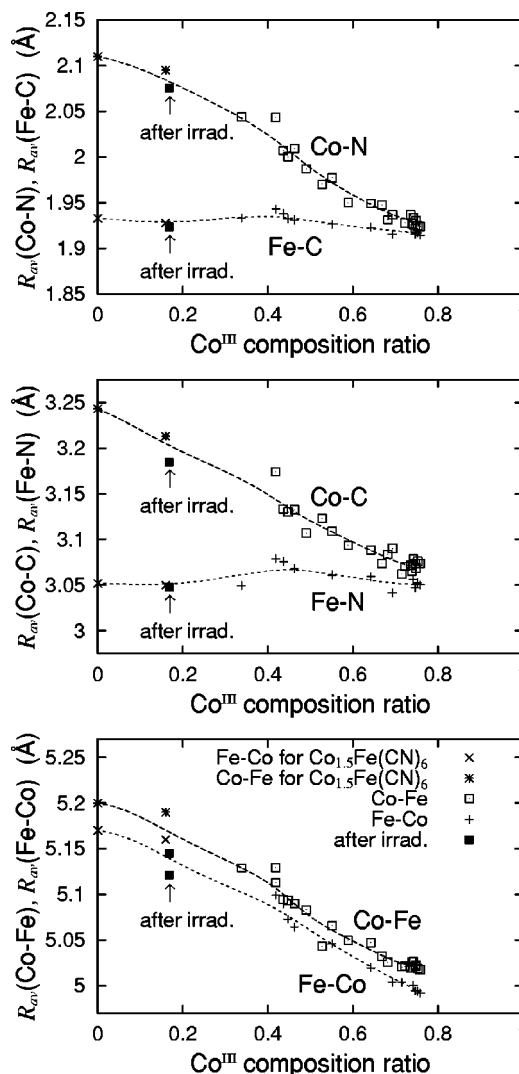 2.15
2.1
2.05
2
1.95
1.9
1.85
R_av(Co-N), R_av(Fe-C) (Å)
after irrad.
Co-N
Fe-C
after irrad.
0 0.2 0.4 0.6 0.8 1
Co^III composition ratio
3.25
3.2
3.15
3.1
3.05
3
R_av(Co-C), R_av(Fe-N) (Å)
after irrad.
Co-C
Fe-N
after irrad.
0 0.2 0.4 0.6 0.8 1
Co^III composition ratio
5.25
5.2
5.15
5.1
5.05
5
R_av(Co-Fe), R_av(Fe-Co) (Å)
Fe-Co for Co_1.5Fe(CN)_6
Co-Fe for Co_1.5Fe(CN)_6
Co-Fe
Fe-Co
after irrad.
after irrad.
Co-Fe
Fe-Co
0 0.2 0.4 0.6 0.8
Co^III composition ratio